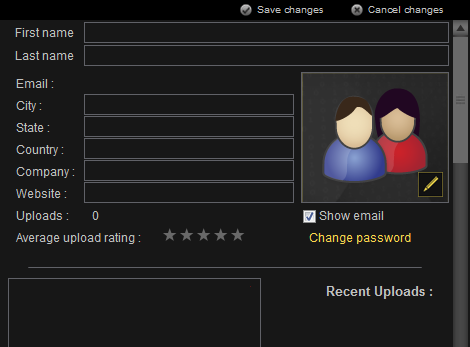 Save changes Cancel changes
First name
Last name
Email :
City :
State :
Country :
Company :
Website :
Uploads : 0
Show email
Average upload rating :
Change password
Recent Uploads :